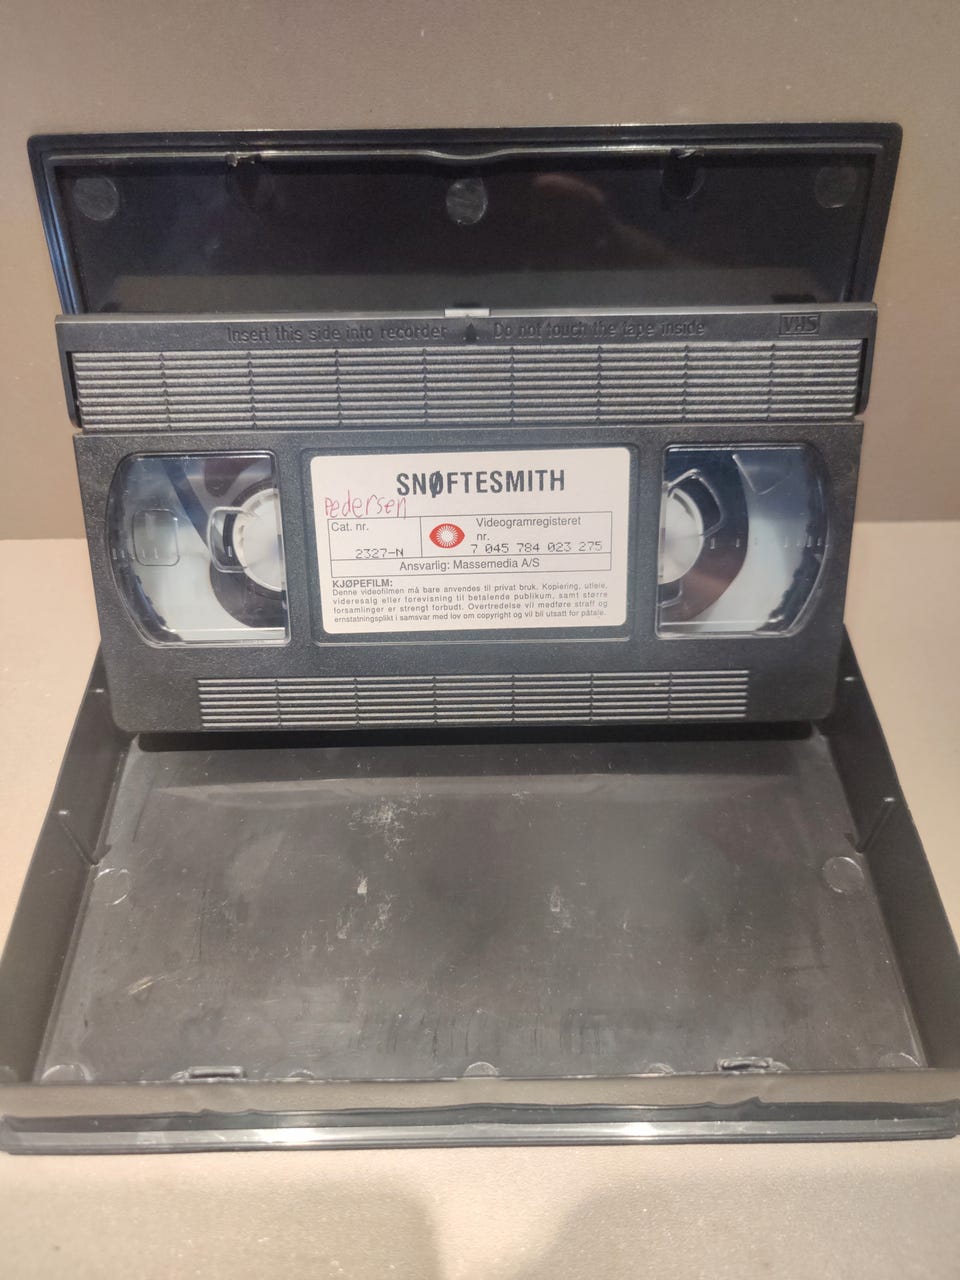 Insert this side into recorder Do not touch the tape inside VHS
SNØFTESMITH
Pedersen
Cat. nr.
2327-N
Videogramregisteret
nr.
7 045 784 023 275
Ansvarlig: Massemedia A/S
KJØPEFILM:
Denne videofilmen må bare anvendes til privat bruk. Kopiering, utleie,
videresalg eller forevisning til betalende publikum, samt større
forsamlinger er strengt forbudt. Overtredelse vil medføre straff og
ernstatningsplikt i samsvar med lov om copyright og vil bli utsatt for påtale.